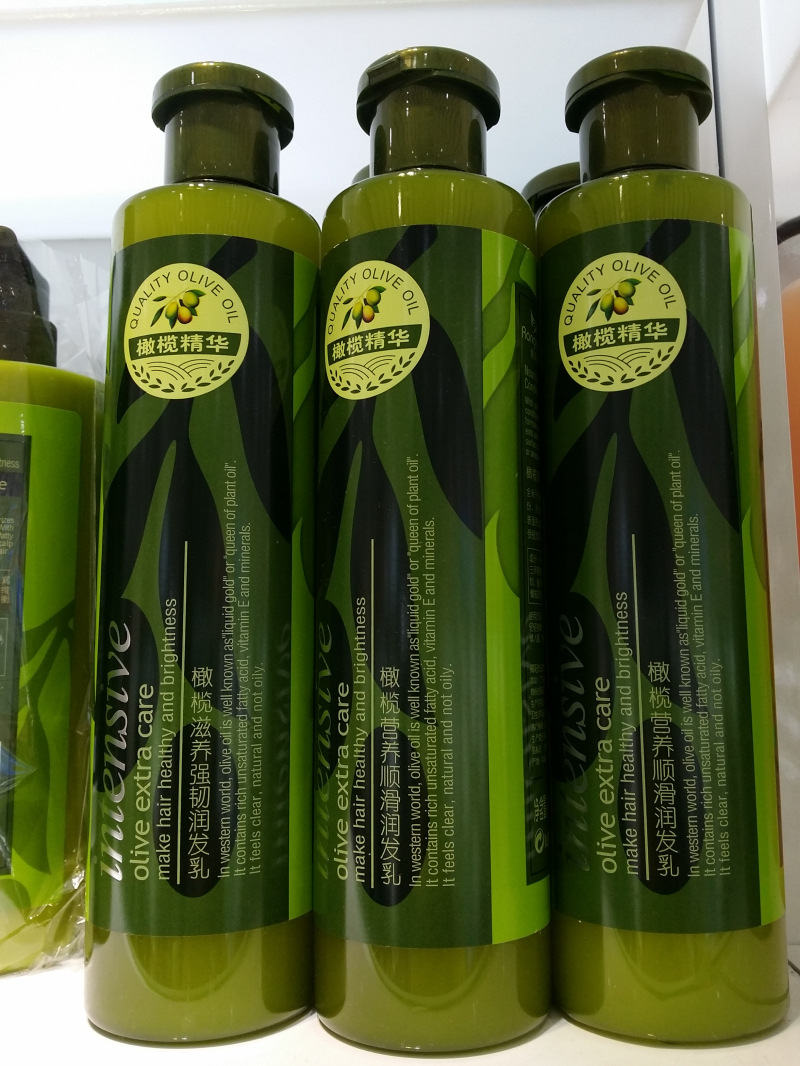 QUALITY OLIVE OIL
橄榄精华
intensive
olive extra care
make hair healthy and brightness
橄榄滋养强韧润发乳
In western world, olive oil is well known as"liquid gold" or "queen of plant oil".
It contains rich unsaturated fatty acid, vitamin E and minerals.
It feels clear, natural and not oily.
QUALITY OLIVE OIL
橄榄精华
intensive
olive extra care
make hair healthy and brightness
橄榄营养顺滑润发乳
In western world, olive oil is well known as"liquid gold" or "queen of plant oil".
It contains rich unsaturated fatty acid, vitamin E and minerals.
It feels clear, natural and not oily.
QUALITY OLIVE OIL
橄榄精华
intensive
olive extra care
make hair healthy and brightness
橄榄营养顺滑润发乳
In western world, olive oil is well known as"liquid gold" or "queen of plant oil".
It contains rich unsaturated fatty acid, vitamin E and minerals.
It feels clear, natural and not oily.